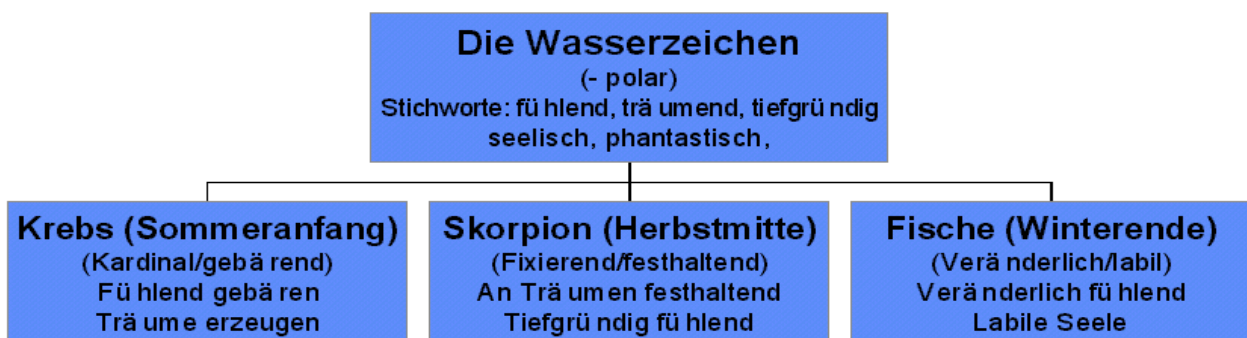 Die Wasserzeichen
(- polar)
Stichworte: fühlend, träumend, tiefgründig
seelisch, phantastisch,
Krebs (Sommeranfang)
(Kardinal/gebärend)
Fühlend gebären
Träume erzeugen
Skorpion (Herbstmitte)
(Fixierend/festhaltend)
An Träumen festhaltend
Tiefgründig fühlend
Fische (Winterende)
(Veränderlich/labil)
Veränderlich fühlend
Labile Seele